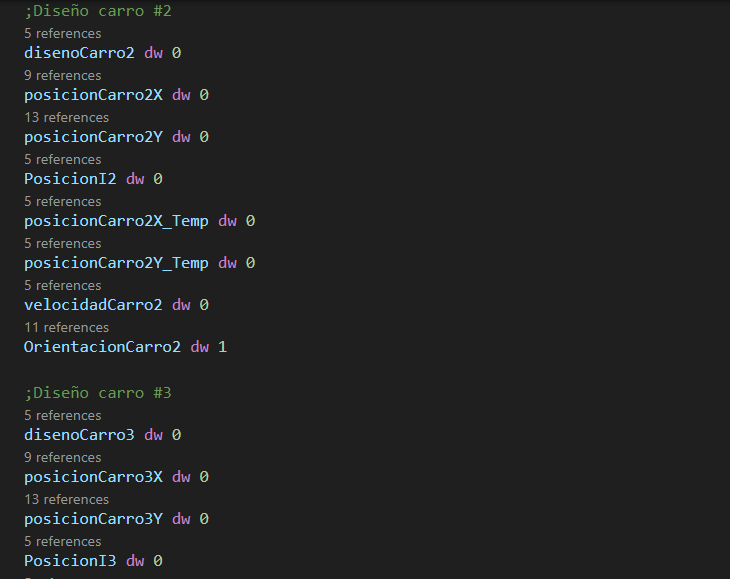 ;Diseño carro #2
5 references
disenoCarro2 dw 0
9 references
posicionCarro2X dw 0
13 references
posicionCarro2Y dw 0
5 references
PosicionI2 dw 0
5 references
posicionCarro2X_Temp dw 0
5 references
posicionCarro2Y_Temp dw 0
5 references
velocidadCarro2 dw 0
11 references
OrientacionCarro2 dw 1
;Diseño carro #3
5 references
disenoCarro3 dw 0
9 references
posicionCarro3X dw 0
13 references
posicionCarro3Y dw 0
5 references
PosicionI3 dw 0